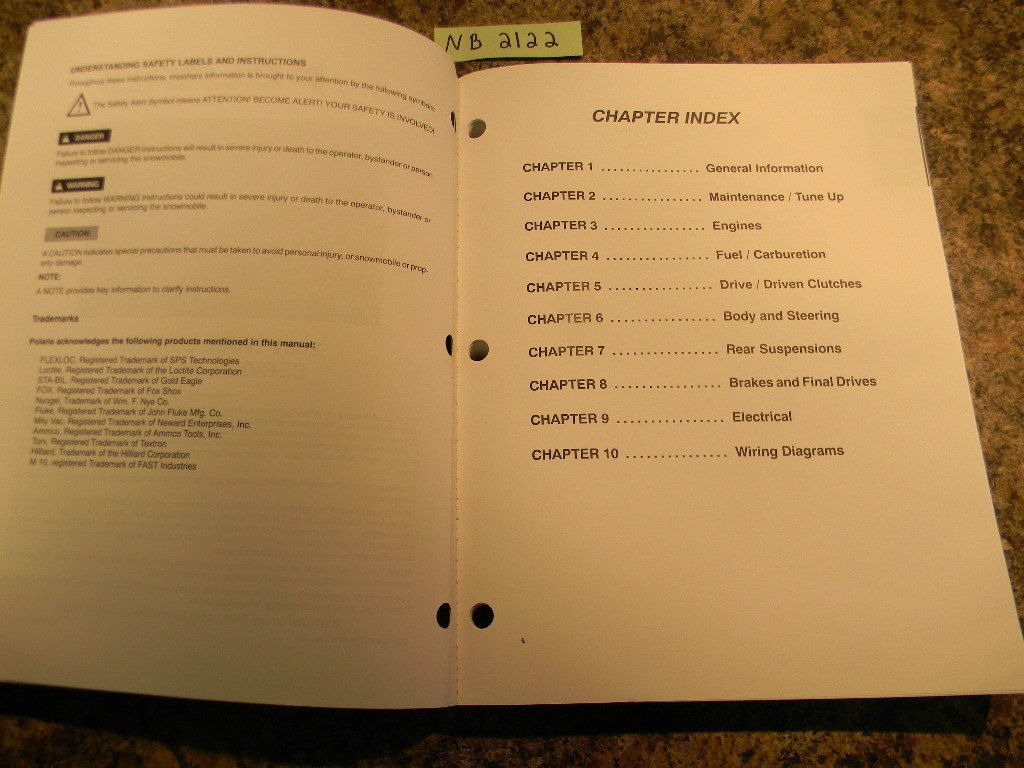 NB 2122
UNDERSTANDING SAFETY LABELS AND INSTRUCTIONS
Throughout these instructions, important information is brought to your attention by the following symbols:
The Safety Alert Symbol means ATTENTION! BECOME ALERT! YOUR SAFETY IS INVOLVED!
DANGER
Failure to follow DANGER instructions will result in severe injury or death to the operator, bystander or person
inspecting or servicing the snowmobile.
WARNING
Failure to follow WARNING instructions could result in severe injury or death to the operator, bystander or
person inspecting or servicing the snowmobile.
CAUTION:
A CAUTION indicates special precautions that must be taken to avoid personal injury, or snowmobile or prop-
erty damage.
NOTE:
A NOTE provides key information to clarify instructions.
Trademarks
Polaris acknowledges the following products mentioned in this manual:
FLEXLOC, Registered Trademark of SPS Technologies
Loctite, Registered Trademark of the Loctite Corporation
STA-BIL, Registered Trademark of Gold Eagle
FOX, Registered Trademark of Fox Shox
Nyogel, Trademark of Wm. F. Nye Co.
Fluke, Registered Trademark of John Fluke Mfg. Co.
Mity Vac, Registered Trademark of Neward Enterprises, Inc.
Ammco, Registered Trademark of Ammco Tools, Inc.
Torx, Registered Trademark of Textron
Hilliard, Trademark of the Hilliard Corporation
M 10, registered Trademark of FAST Industries
CHAPTER INDEX
CHAPTER 1 ................ General Information
CHAPTER 2 ................ Maintenance / Tune Up
CHAPTER 3 ................ Engines
CHAPTER 4 ................ Fuel / Carburetion
CHAPTER 5 ................ Drive / Driven Clutches
CHAPTER 6 ................ Body and Steering
CHAPTER 7 ................ Rear Suspensions
CHAPTER 8 ................ Brakes and Final Drives
CHAPTER 9 ................ Electrical
CHAPTER 10 ............... Wiring Diagrams